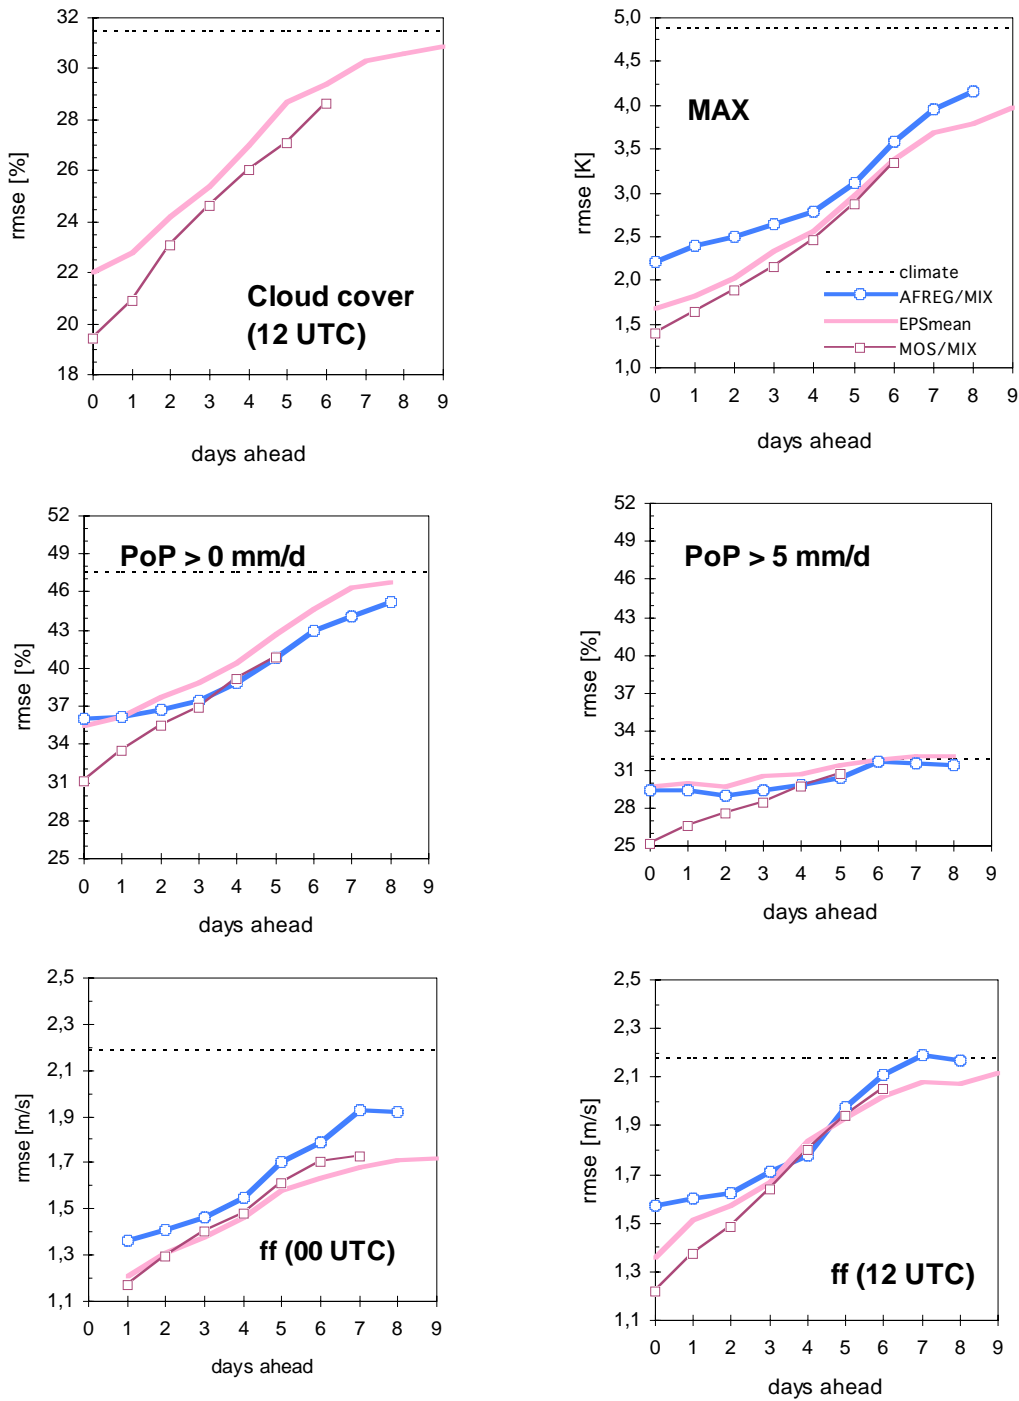 32
30
28
26
24
22
20
18
rmse [%]
Cloud cover
(12 UTC)
0 1 2 3 4 5 6 7 8 9
days ahead
5,0
4,5
4,0
3,5
3,0
2,5
2,0
1,5
1,0
rmse [K]
MAX
climate
AFREG/MIX
EPSmean
MOS/MIX
0 1 2 3 4 5 6 7 8 9
days ahead
52
49
46
43
40
37
34
31
28
25
rmse [%]
PoP > 0 mm/d
0 1 2 3 4 5 6 7 8 9
days ahead
52
49
46
43
40
37
34
31
28
25
rmse [%]
PoP > 5 mm/d
0 1 2 3 4 5 6 7 8 9
days ahead
2,5
2,3
2,1
1,9
1,7
1,5
1,3
1,1
rmse [m/s]
ff (00 UTC)
0 1 2 3 4 5 6 7 8 9
days ahead
2,5
2,3
2,1
1,9
1,7
1,5
1,3
1,1
rmse [m/s]
ff (12 UTC)
0 1 2 3 4 5 6 7 8 9
days ahead